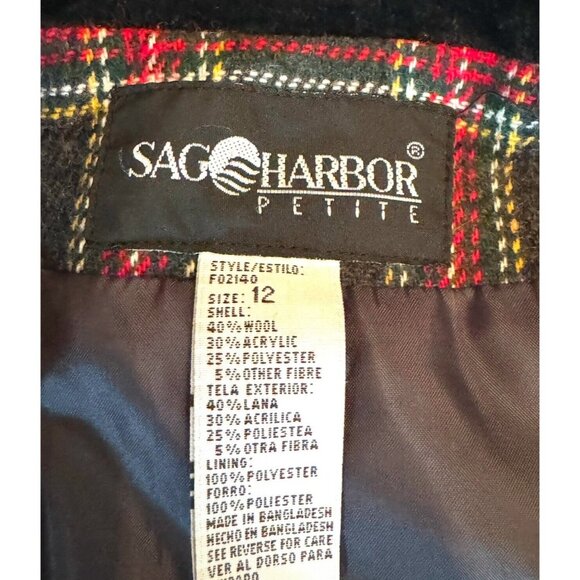 SAG HARBOR®
PETITE
STYLE/ESTILO:
F02140
SIZE: 12
SHELL:
40% WOOL
30% ACRYLIC
25% POLYESTER
5% OTHER FIBRE
TELA EXTERIOR:
40% LANA
30% ACRILICA
25% POLIESTEA
5% OTRA FIBRA
LINING:
100% POLYESTER
FORRO:
100% POLIESTER
MADE IN BANGLADESH
HECHO EN BANGLADESH
SEE REVERSE FOR CARE
VER AL DORSO PARA